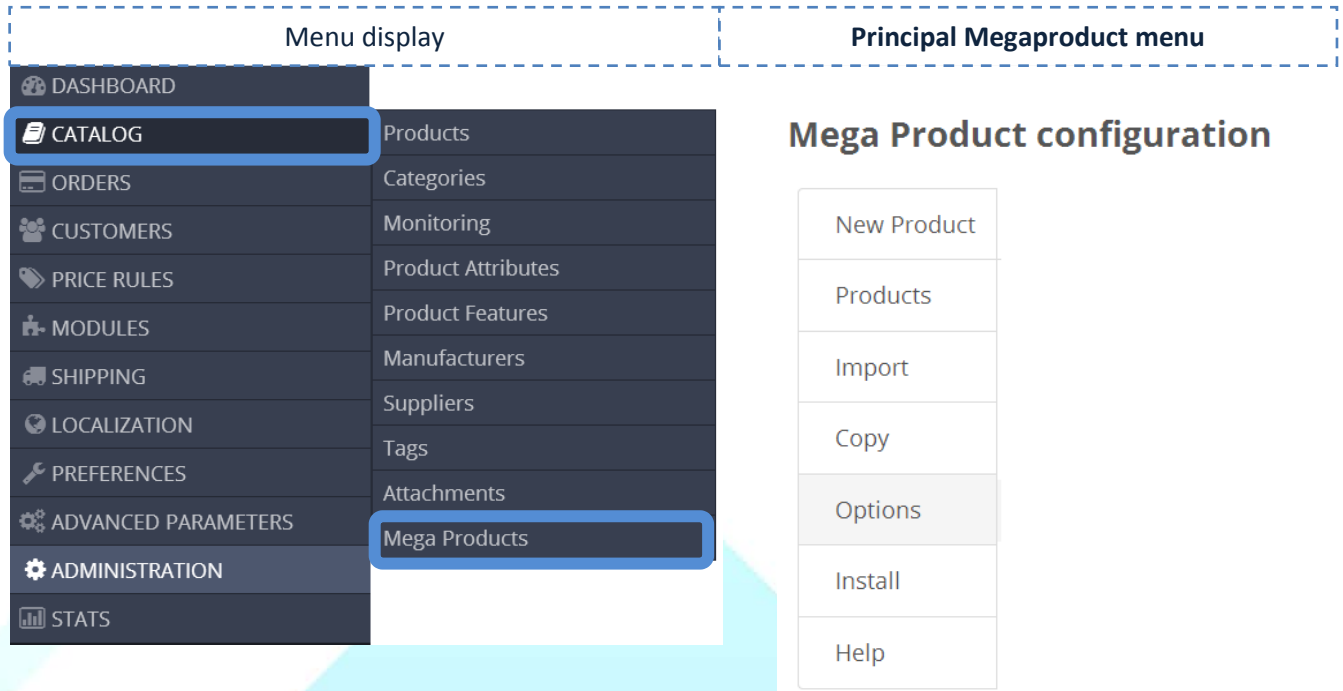 Menu display
Principal Megaproduct menu
DASHBOARD
CATALOG
ORDERS
CUSTOMERS
PRICE RULES
MODULES
SHIPPING
LOCALIZATION
PREFERENCES
ADVANCED PARAMETERS
ADMINISTRATION
STATS
Products
Categories
Monitoring
Product Attributes
Product Features
Manufacturers
Suppliers
Tags
Attachments
Mega Products
Mega Product configuration
New Product
Products
Import
Copy
Options
Install
Help